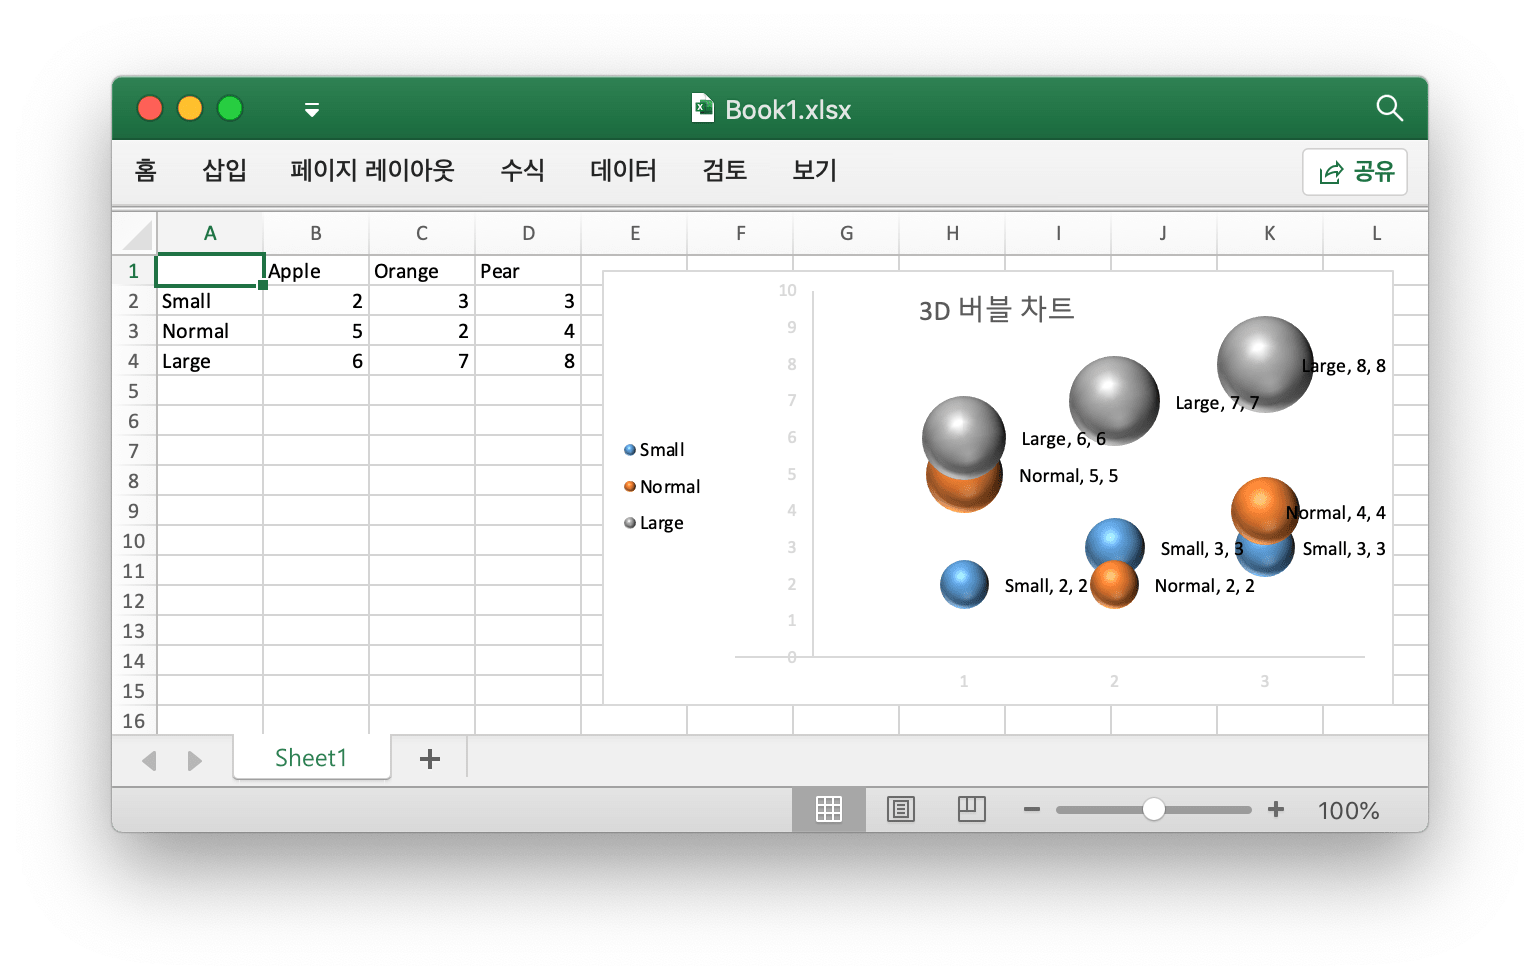 Book1.xlsx
홈 삽입 페이지 레이아웃 수식 데이터 검토 보기 공유
A B C D E F G H I J K L
1 Apple Orange Pear
2 Small 2 3 3
3 Normal 5 2 4
4 Large 6 7 8
5
6
7
8
9
10
11
12
13
14
15
16
3D 버블 차트
10
9
8
7
6
5
4
3
2
1
0
1 2 3
Small
Normal
Large
Large, 8, 8
Large, 7, 7
Large, 6, 6
Normal, 5, 5
Normal, 4, 4
Small, 3, 3
Small, 3, 3
Small, 2, 2
Normal, 2, 2
Sheet1
100%